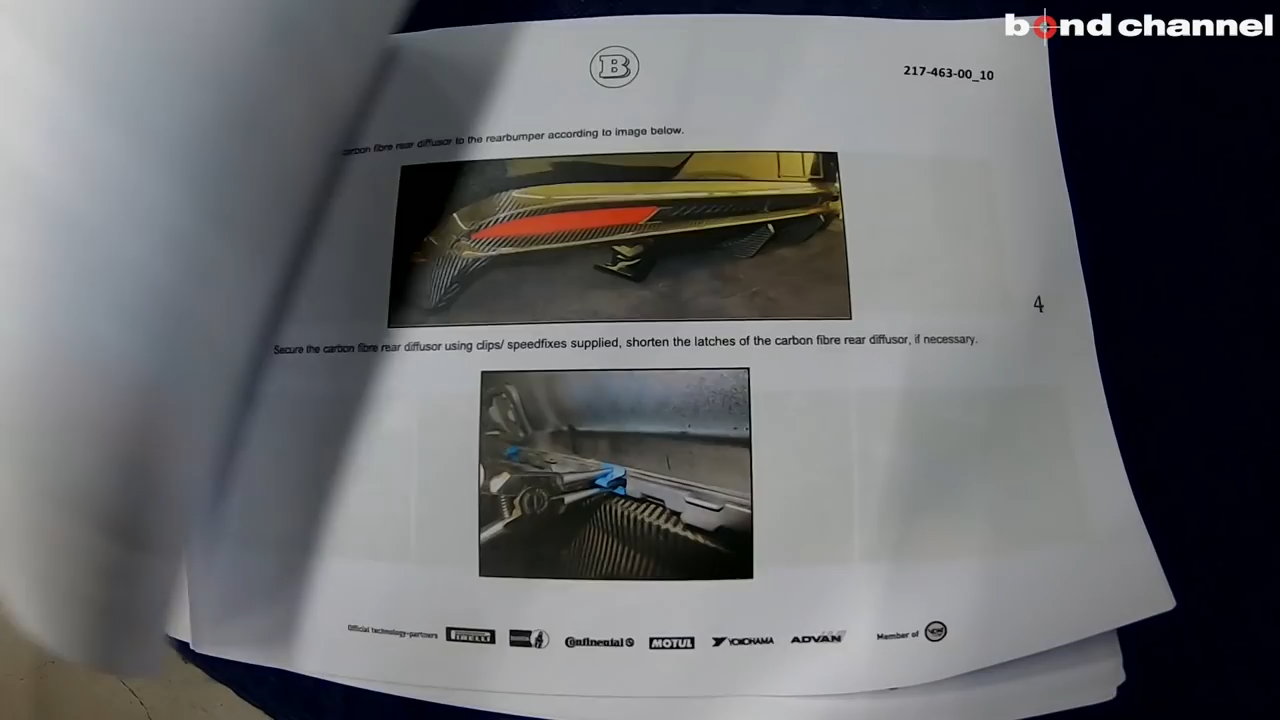 bond channel
B
217-463-00_10
carbon fibre rear diffusor to the rearbumper according to image below.
4
Secure the carbon fibre rear diffusor using clips/ speedfixes supplied, shorten the latches of the carbon fibre rear diffusor, if necessary.
Official technology-partners
PIRELLI
Continental
MOTUL
YOKOHAMA
ADVAN
Member of